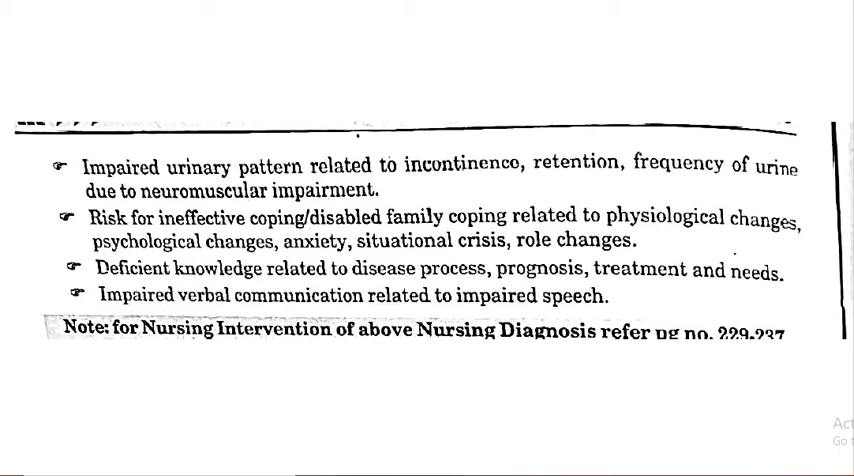 ☞ Impaired urinary pattern related to incontinence, retention, frequency of urine
due to neuromuscular impairment.
☞ Risk for ineffective coping/disabled family coping related to physiological changes,
psychological changes, anxiety, situational crisis, role changes.
☞ Deficient knowledge related to disease process, prognosis, treatment and needs.
☞ Impaired verbal communication related to impaired speech.
Note: for Nursing Intervention of above Nursing Diagnosis refer pg no. 229-237
Act
Go t